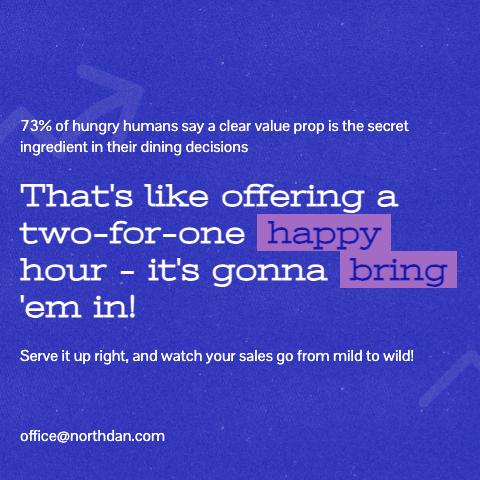 73% of hungry humans say a clear value prop is the secret
ingredient in their dining decisions
That's like offering a
two-for-one happy
hour - it's gonna bring
'em in!
Serve it up right, and watch your sales go from mild to wild!
office@northdan.com